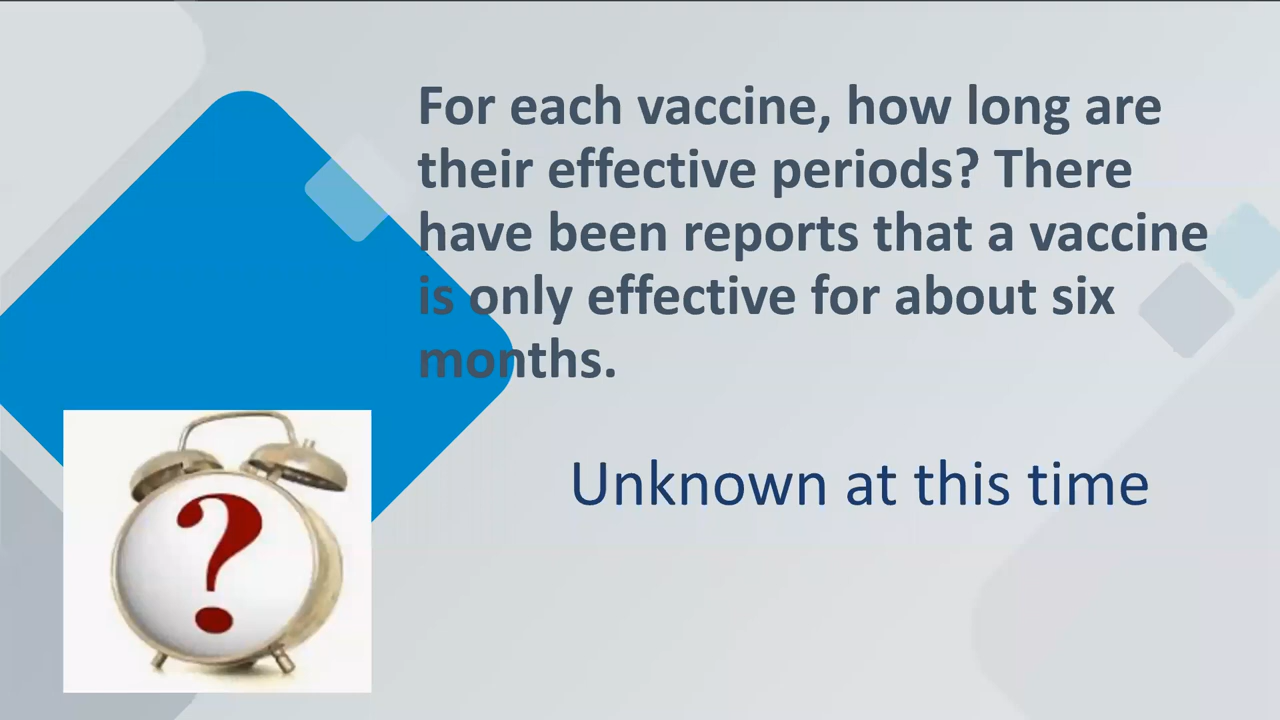 For each vaccine, how long are
their effective periods? There
have been reports that a vaccine
is only effective for about six
months.
Unknown at this time
?